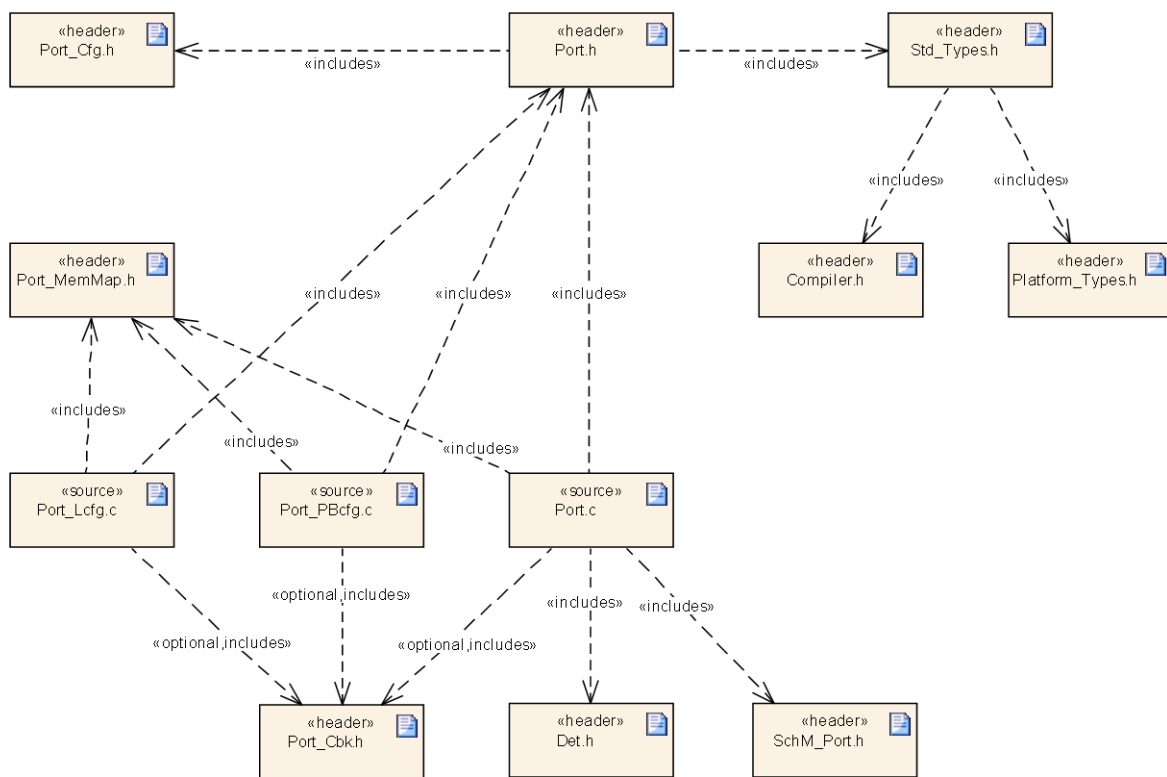 «header»
Port_Cfg.h
«includes»
«header»
Port.h
«includes»
«header»
Std_Types.h
«includes»
«includes»
«header»
Port_MemMap.h
«header»
Compiler.h
«header»
Platform_Types.h
«includes»
«includes»
«includes»
«includes»
«includes»
«includes»
«source»
Port_Lcfg.c
«source»
Port_PBcfg.c
«source»
Port.c
«optional,includes»
«includes»
«includes»
«optional,includes»
«optional,includes»
«header»
Port_Cbk.h
«header»
Det.h
«header»
SchM_Port.h